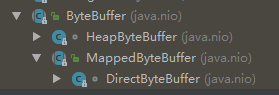 ByteBuffer (java.nio)
HeapByteBuffer (java.nio)
MappedByteBuffer (java.nio)
DirectByteBuffer (java.nio)